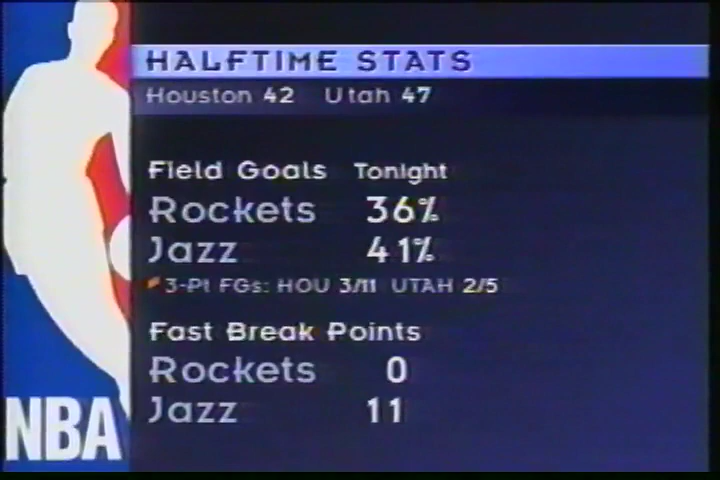 HALFTIME STATS
Houston 42 Utah 47
Field Goals Tonight
Rockets 36%
Jazz 41%
3-Pt FGs: HOU 3/11 UTAH 2/5
Fast Break Points
Rockets 0
Jazz 11
NBA